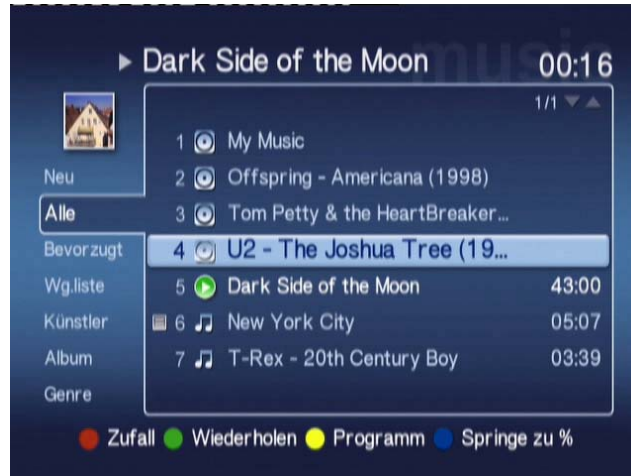 music
Dark Side of the Moon 00:16
1/1
1 My Music
2 Offspring - Americana (1998)
3 Tom Petty & the HeartBreaker...
4 U2 - The Joshua Tree (19...
5 Dark Side of the Moon 43:00
6 New York City 05:07
7 T-Rex - 20th Century Boy 03:39
Neu
Alle
Bevorzugt
Wg.liste
Künstler
Album
Genre
Zufall Wiederholen Programm Springe zu %